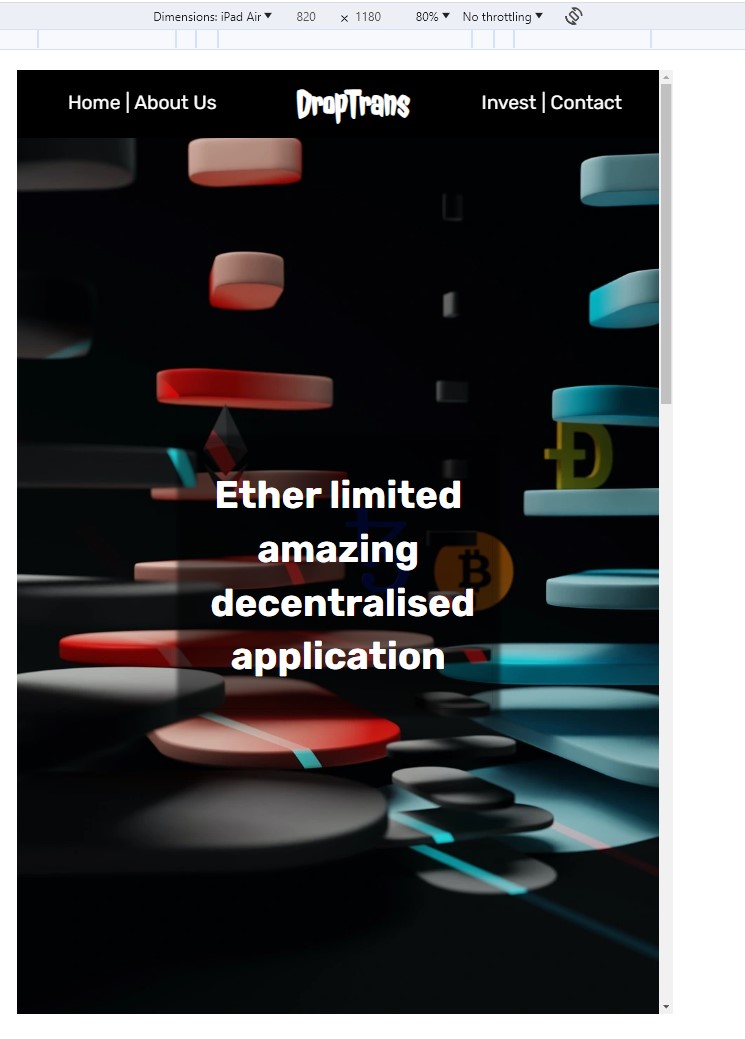 Dimensions: iPad Air 820 × 1180 80% No throttling
Home | About Us DropTrans Invest | Contact
Ether limited
amazing
decentralised
application